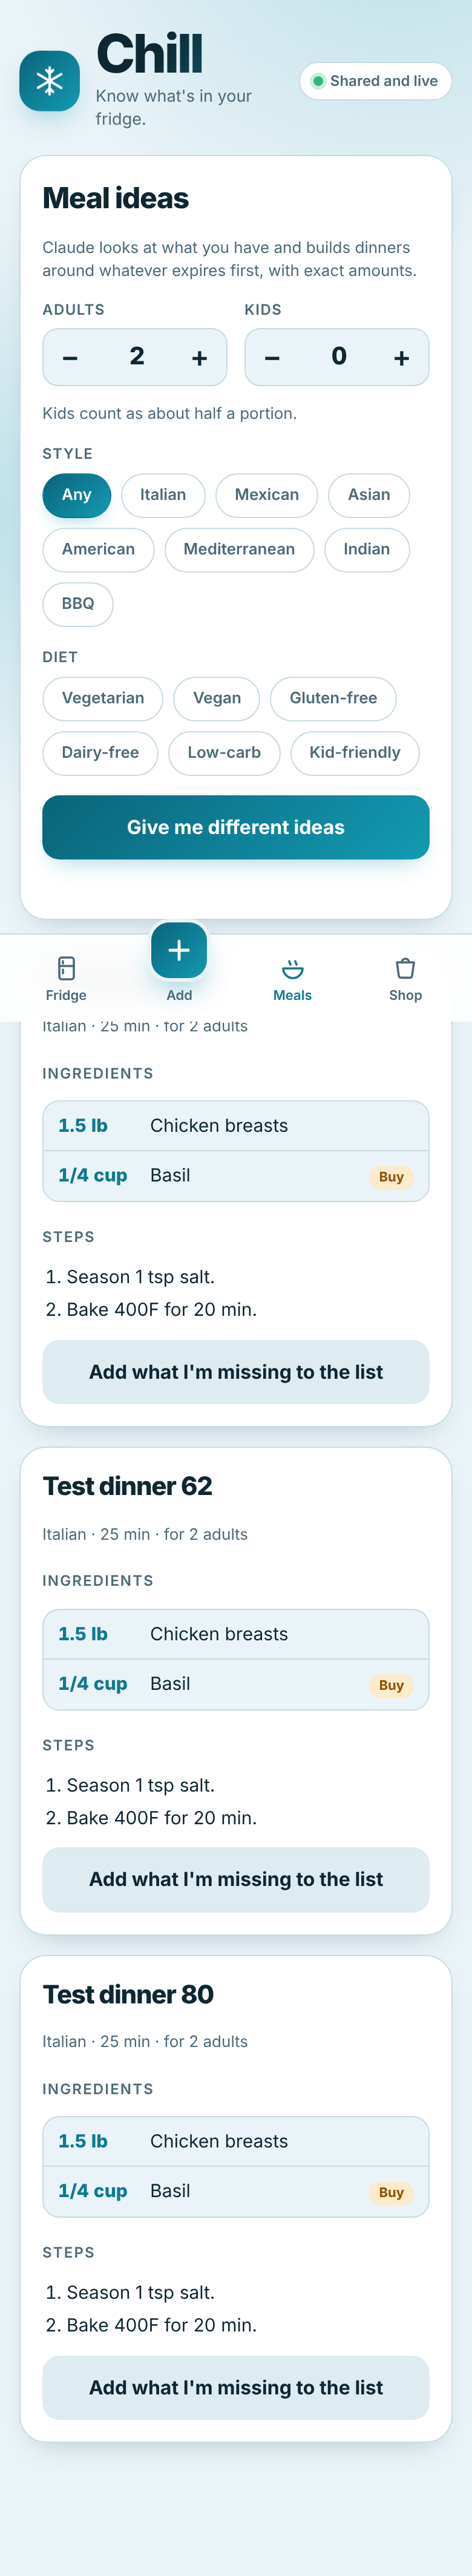 Chill
Know what's in your
fridge.
Shared and live
Meal ideas
Claude looks at what you have and builds dinners
around whatever expires first, with exact amounts.
ADULTS
KIDS
− 2 +
− 0 +
Kids count as about half a portion.
STYLE
Any Italian Mexican Asian
American Mediterranean Indian
BBQ
DIET
Vegetarian Vegan Gluten-free
Dairy-free Low-carb Kid-friendly
Give me different ideas
Fridge Add Meals Shop
Italian · 25 min · for 2 adults
INGREDIENTS
1.5 lb Chicken breasts
1/4 cup Basil Buy
STEPS
1. Season 1 tsp salt.
2. Bake 400F for 20 min.
Add what I'm missing to the list
Test dinner 62
Italian · 25 min · for 2 adults
INGREDIENTS
1.5 lb Chicken breasts
1/4 cup Basil Buy
STEPS
1. Season 1 tsp salt.
2. Bake 400F for 20 min.
Add what I'm missing to the list
Test dinner 80
Italian · 25 min · for 2 adults
INGREDIENTS
1.5 lb Chicken breasts
1/4 cup Basil Buy
STEPS
1. Season 1 tsp salt.
2. Bake 400F for 20 min.
Add what I'm missing to the list